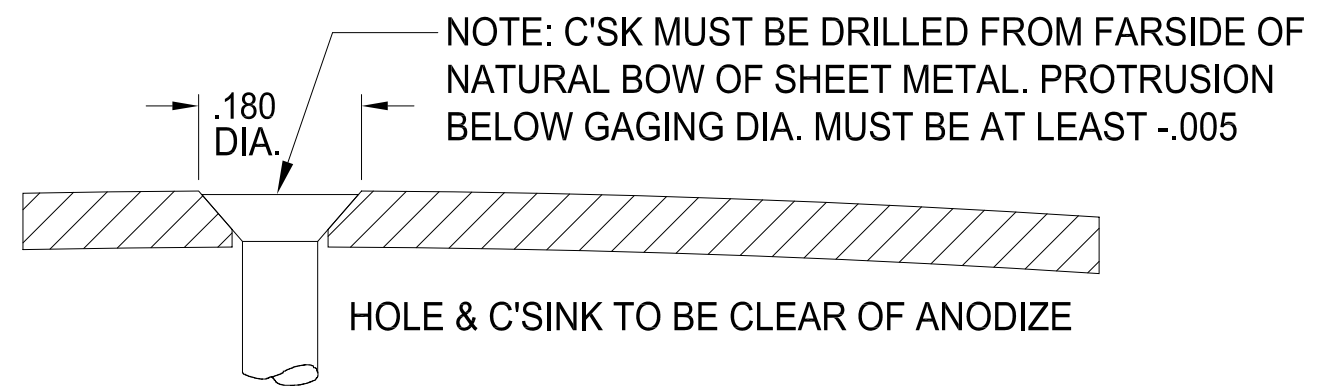 NOTE: C'SK MUST BE DRILLED FROM FARSIDE OF
NATURAL BOW OF SHEET METAL. PROTRUSION
BELOW GAGING DIA. MUST BE AT LEAST -.005
.180
DIA.
HOLE & C'SINK TO BE CLEAR OF ANODIZE